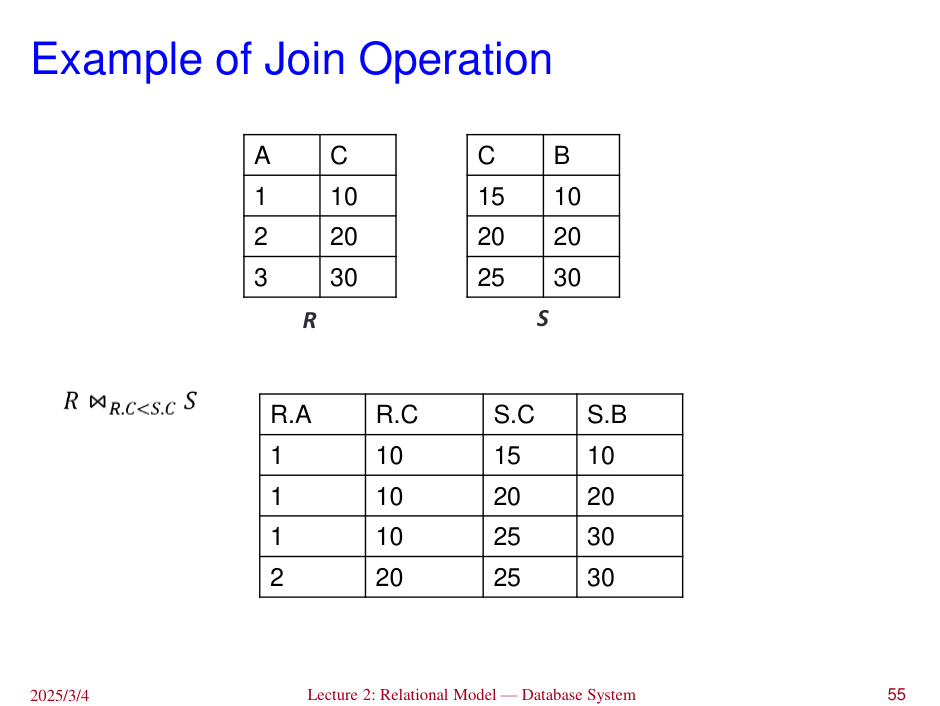 Example of Join Operation
A C
1 10
2 20
3 30
R
C B
15 10
20 20
25 30
S
R ⋈R.C<S.C S
R.A R.C S.C S.B
1 10 15 10
1 10 20 20
1 10 25 30
2 20 25 30
2025/3/4
Lecture 2: Relational Model — Database System
55